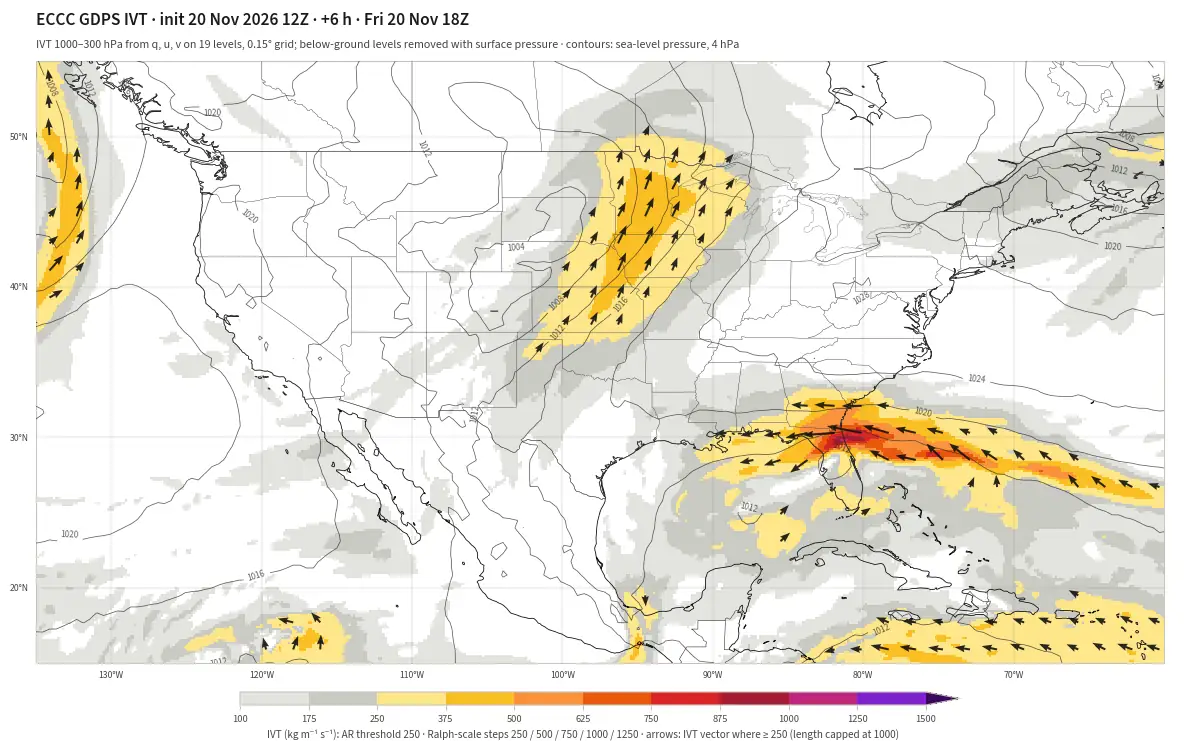 ECCC GDPS IVT · init 20 Nov 2026 12Z · +6 h · Fri 20 Nov 18Z
IVT 1000–300 hPa from q, u, v on 19 levels, 0.15° grid; below-ground levels removed with surface pressure · contours: sea-level pressure, 4 hPa
1008
1012
1020
1012
1008
1012
1016
1020
50°N
1020
1004
40°N
1008
1016
1012
1028
1024
1012
1020
30°N
1012
1020
1016
20°N
1012
1012
130°W 120°W 110°W 100°W 90°W 80°W 70°W
100 175 250 375 500 625 750 875 1000 1250 1500
IVT (kg m⁻¹ s⁻¹): AR threshold 250 · Ralph-scale steps 250 / 500 / 750 / 1000 / 1250 · arrows: IVT vector where ≥ 250 (length capped at 1000)